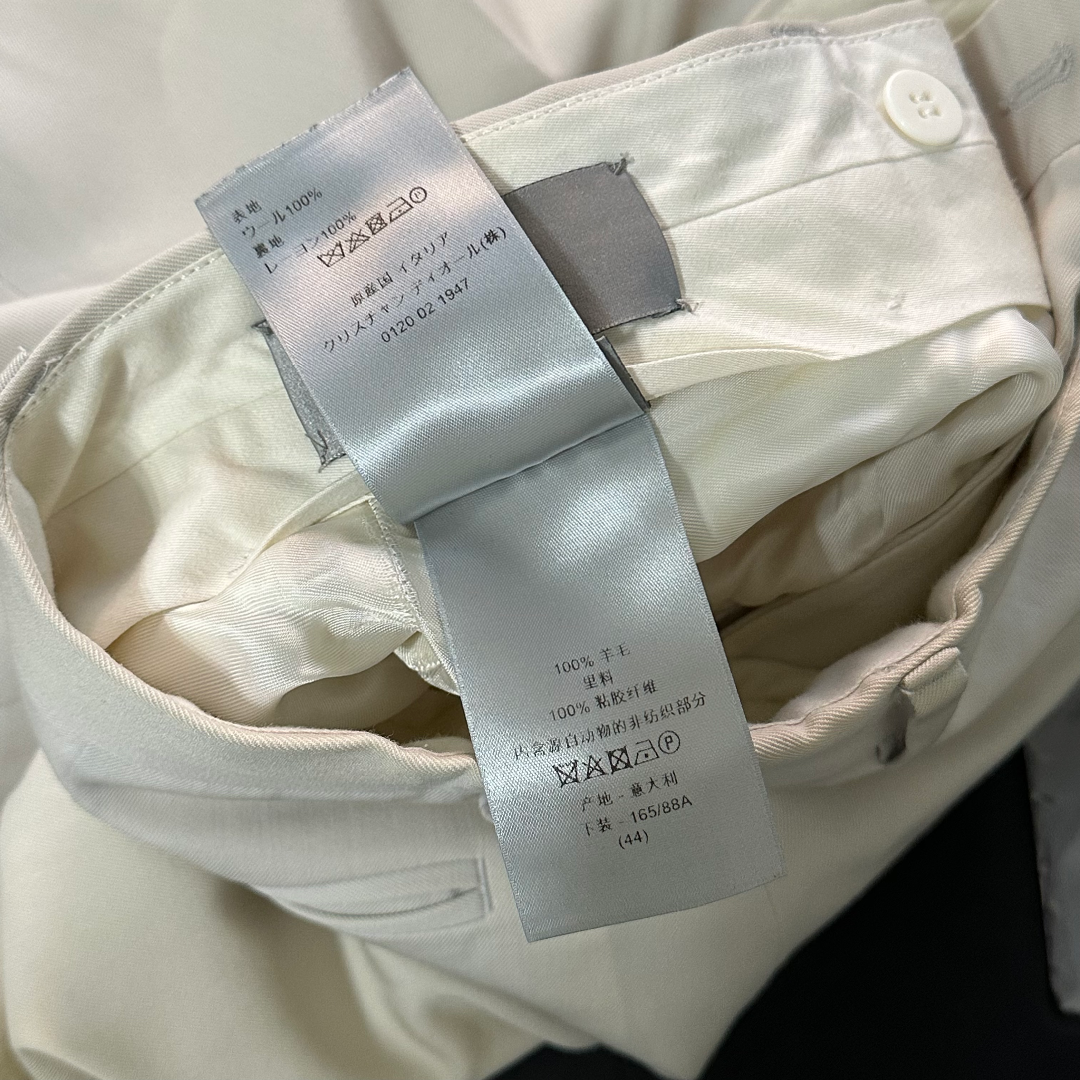 表地
ウール100%
裏地
レーヨン100%
原産国 イタリア
クリスチャン ディオール(株)
0120 02 1947
100% 羊毛
里料
100% 粘胶纤维
内含源自动物的非纺织部分
产地 - 意大利
下装 - 165/88A
(44)